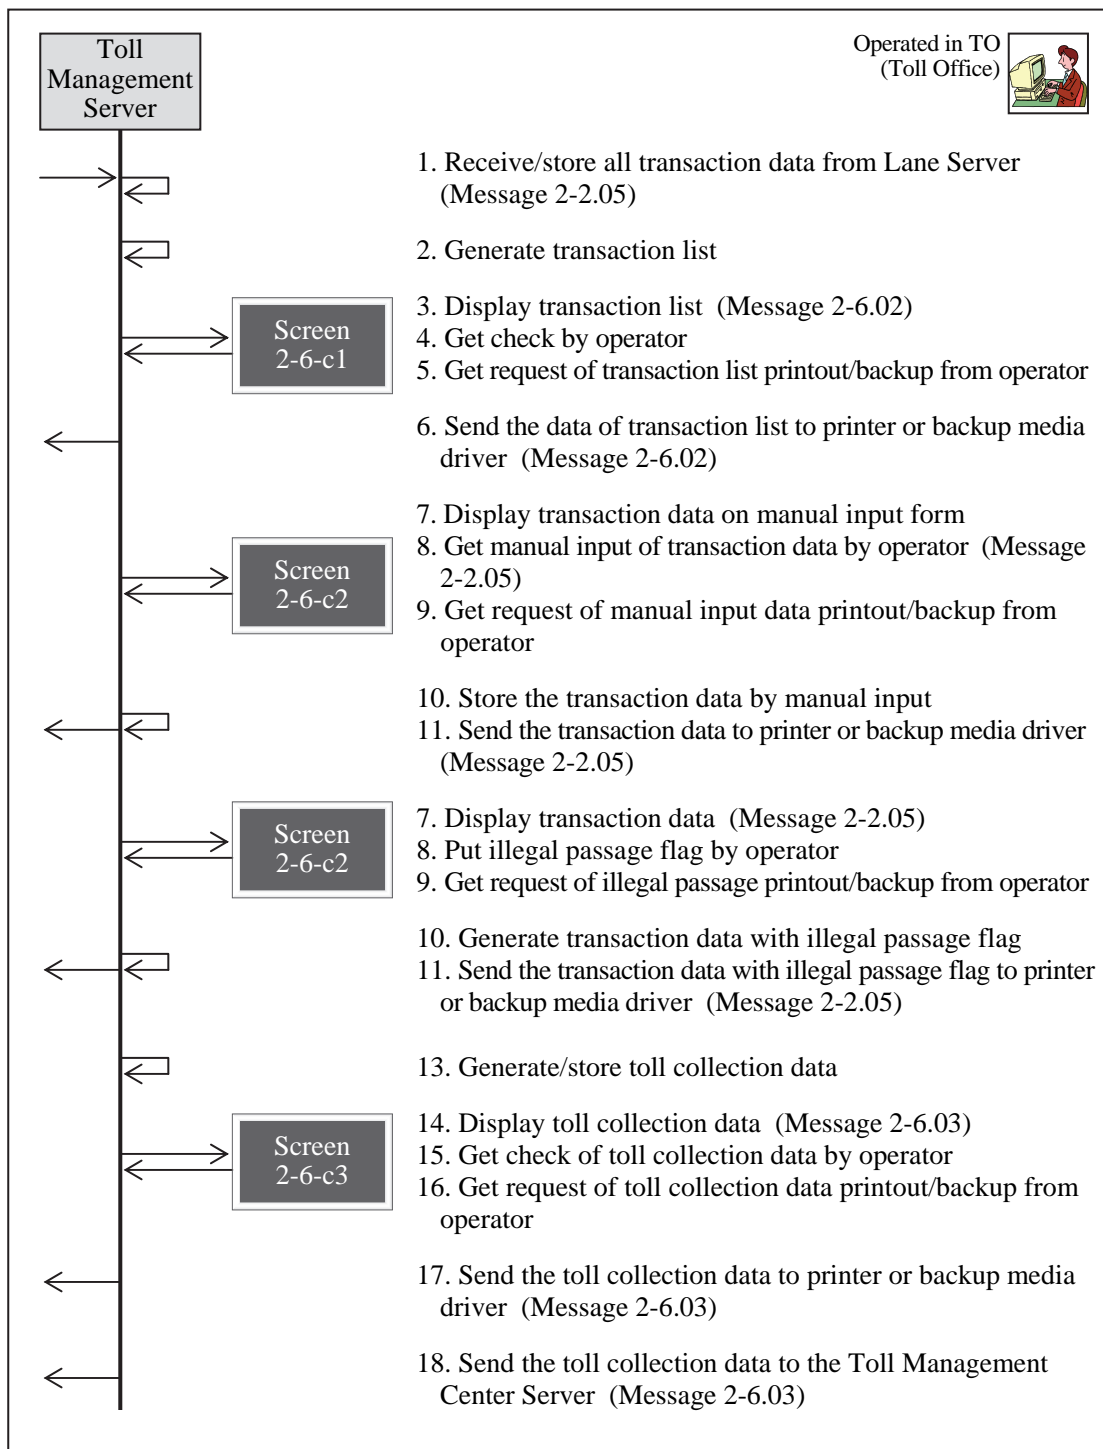 Toll
Management
Server
Operated in TO
(Toll Office)
1. Receive/store all transaction data from Lane Server
(Message 2-2.05)
2. Generate transaction list
Screen
2-6-c1
3. Display transaction list (Message 2-6.02)
4. Get check by operator
5. Get request of transaction list printout/backup from operator
6. Send the data of transaction list to printer or backup media
driver (Message 2-6.02)
Screen
2-6-c2
7. Display transaction data on manual input form
8. Get manual input of transaction data by operator (Message
2-2.05)
9. Get request of manual input data printout/backup from
operator
10. Store the transaction data by manual input
11. Send the transaction data to printer or backup media driver
(Message 2-2.05)
Screen
2-6-c2
7. Display transaction data (Message 2-2.05)
8. Put illegal passage flag by operator
9. Get request of illegal passage printout/backup from operator
10. Generate transaction data with illegal passage flag
11. Send the transaction data with illegal passage flag to printer
or backup media driver (Message 2-2.05)
13. Generate/store toll collection data
Screen
2-6-c3
14. Display toll collection data (Message 2-6.03)
15. Get check of toll collection data by operator
16. Get request of toll collection data printout/backup from
operator
17. Send the toll collection data to printer or backup media
driver (Message 2-6.03)
18. Send the toll collection data to the Toll Management
Center Server (Message 2-6.03)